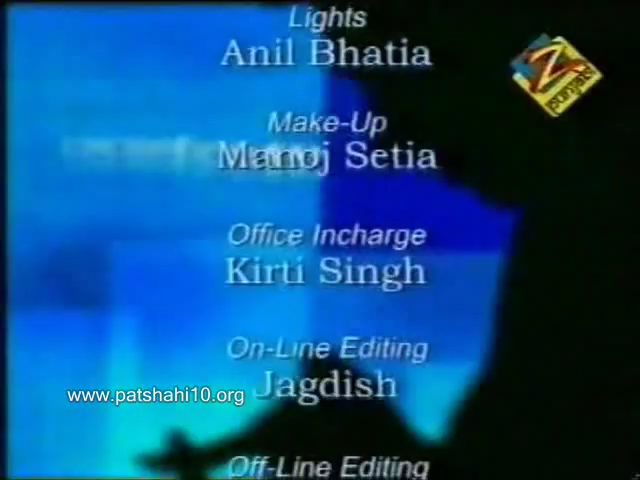 Lights
Anil Bhatia
Z
punjabi
Make-Up
Manoj Setia
Office Incharge
Kirti Singh
On-Line Editing
Jagdish
www.patshahi10.org
Off-Line Editing